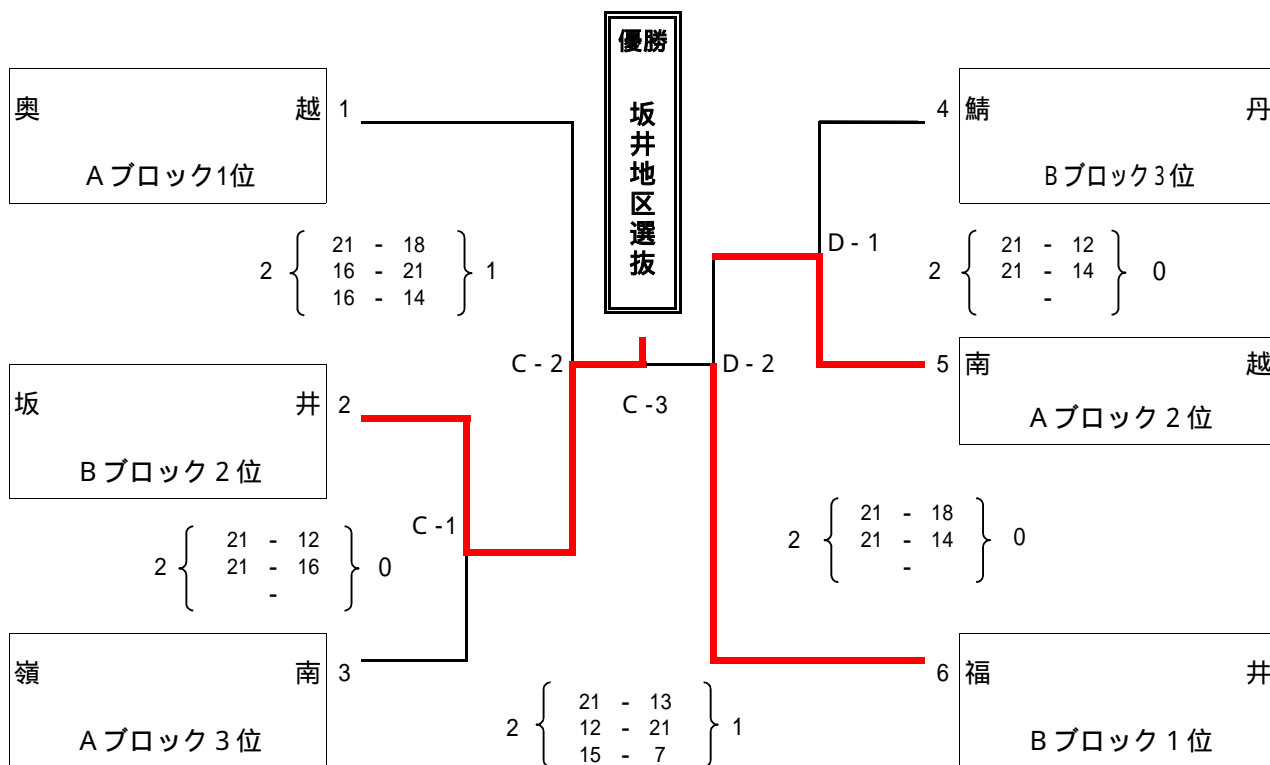 優勝
坂井地区選抜
奥 越 1
Aブロック1位
2 21 - 18 1
16 - 21
16 - 14
坂 井 2
Bブロック2位
2 21 - 12 0
21 - 16
-
嶺 南 3
Aブロック3位
C-1
C-2
C-3
D-1
D-2
2 21 - 13 1
12 - 21
15 - 7
4 鯖 丹
Bブロック3位
2 21 - 12 0
21 - 14
-
5 南 越
Aブロック2位
2 21 - 18 0
21 - 14
-
6 福 井
Bブロック1位